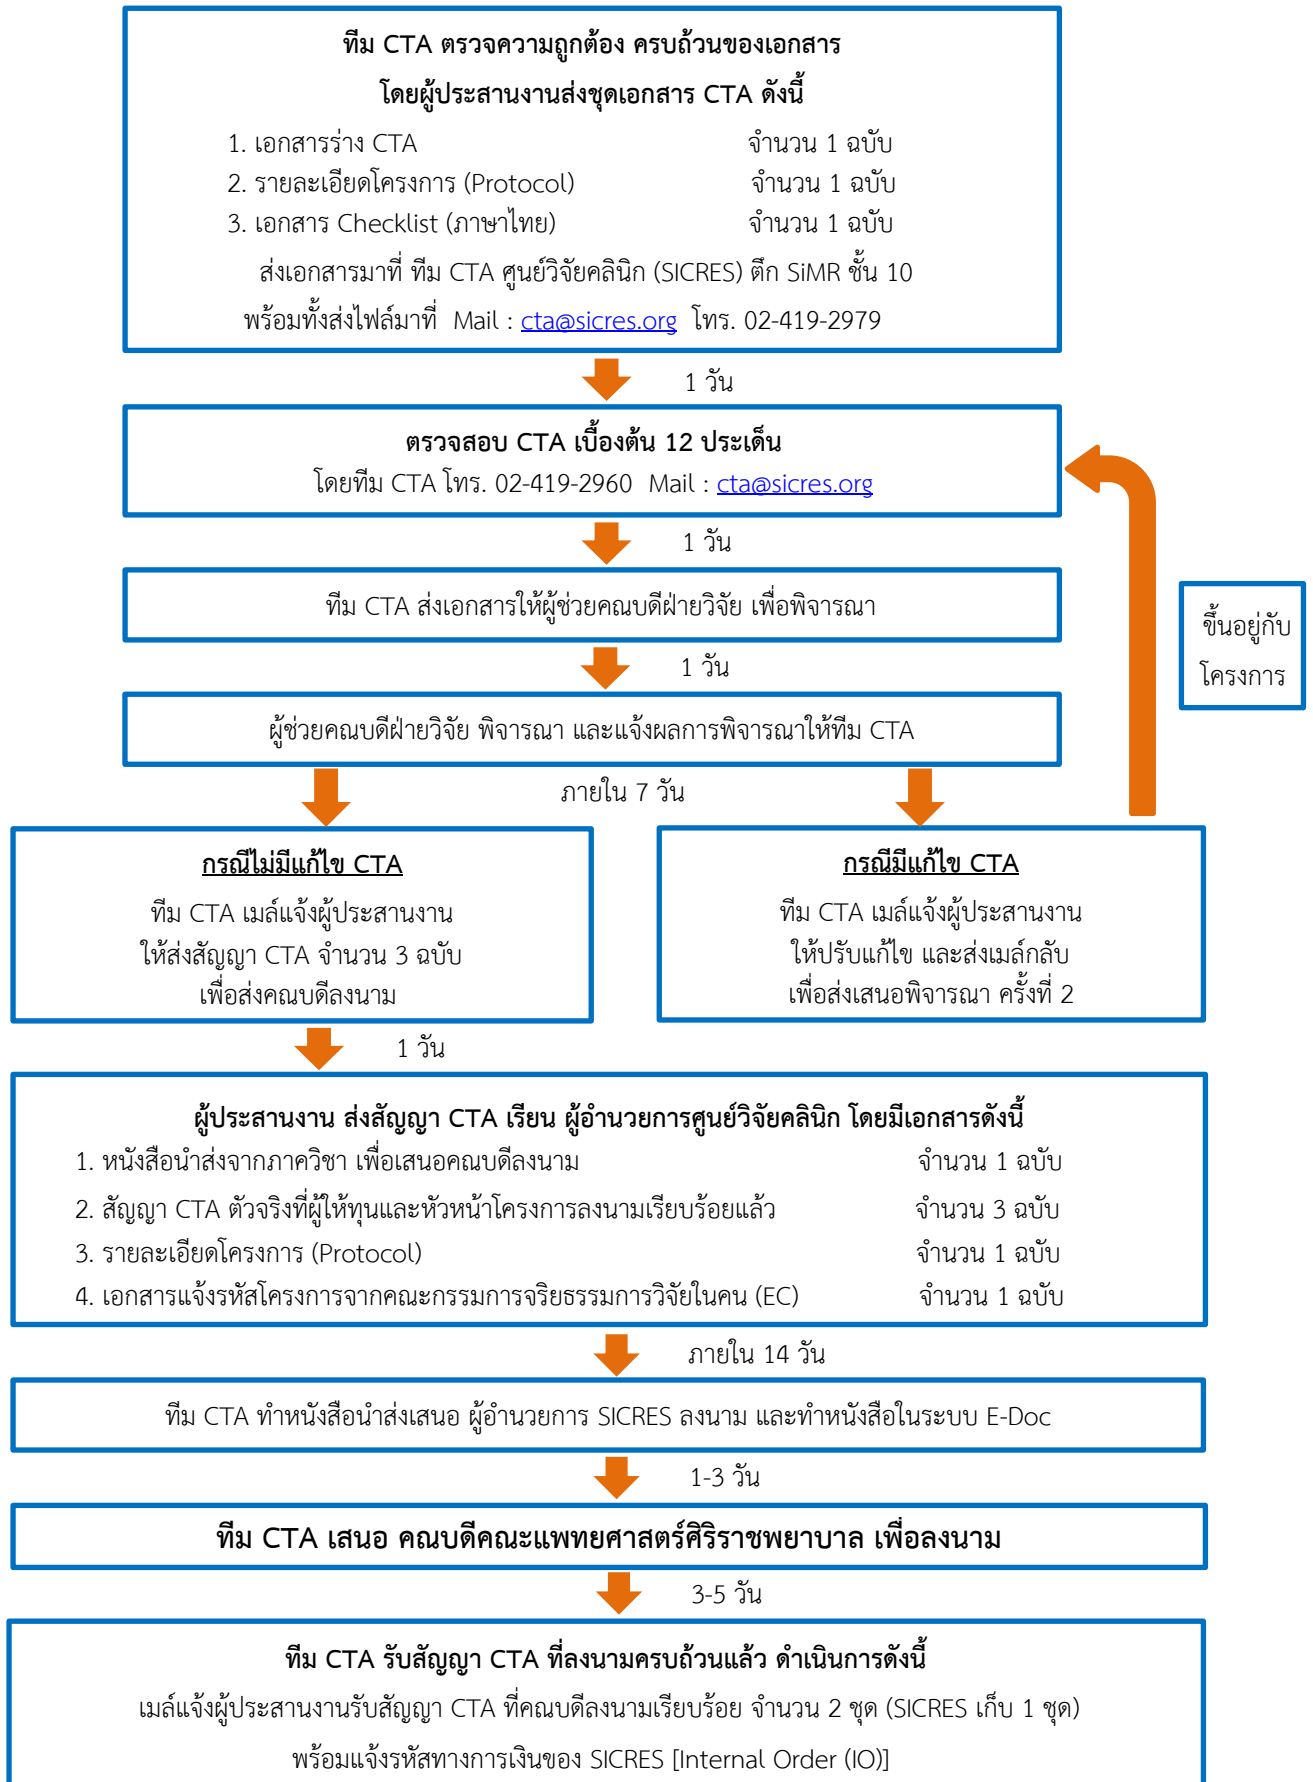 ทีม CTA ตรวจความถูกต้อง ครบถ้วนของเอกสาร
โดยผู้ประสานงานส่งชุดเอกสาร CTA ดังนี้
1. เอกสารร่าง CTA จำนวน 1 ฉบับ
2. รายละเอียดโครงการ (Protocol) จำนวน 1 ฉบับ
3. เอกสาร Checklist (ภาษาไทย) จำนวน 1 ฉบับ
ส่งเอกสารมาที่ ทีม CTA ศูนย์วิจัยคลินิก (SICRES) ตึก SiMR ชั้น 10
พร้อมทั้งส่งไฟล์มาที่ Mail : cta@sicres.org โทร. 02-419-2979
1 วัน
ตรวจสอบ CTA เบื้องต้น 12 ประเด็น
โดยทีม CTA โทร. 02-419-2960 Mail : cta@sicres.org
1 วัน
ทีม CTA ส่งเอกสารให้ผู้ช่วยคณบดีฝ่ายวิจัย เพื่อพิจารณา
1 วัน
ขึ้นอยู่กับ
โครงการ
ผู้ช่วยคณบดีฝ่ายวิจัย พิจารณา และแจ้งผลการพิจารณาให้ทีม CTA
ภายใน 7 วัน
กรณีไม่มีแก้ไข CTA
ทีม CTA เมล์แจ้งผู้ประสานงาน
ให้ส่งสัญญา CTA จำนวน 3 ฉบับ
เพื่อส่งคณบดีลงนาม
กรณีมีแก้ไข CTA
ทีม CTA เมล์แจ้งผู้ประสานงาน
ให้ปรับแก้ไข และส่งเมล์กลับ
เพื่อส่งเสนอพิจารณา ครั้งที่ 2
1 วัน
ผู้ประสานงาน ส่งสัญญา CTA เรียน ผู้อำนวยการศูนย์วิจัยคลินิก โดยมีเอกสารดังนี้
1. หนังสือนำส่งจากภาควิชา เพื่อเสนอคณบดีลงนาม จำนวน 1 ฉบับ
2. สัญญา CTA ตัวจริงที่ผู้ให้ทุนและหัวหน้าโครงการลงนามเรียบร้อยแล้ว จำนวน 3 ฉบับ
3. รายละเอียดโครงการ (Protocol) จำนวน 1 ฉบับ
4. เอกสารแจ้งรหัสโครงการจากคณะกรรมการจริยธรรมการวิจัยในคน (EC) จำนวน 1 ฉบับ
ภายใน 14 วัน
ทีม CTA ทำหนังสือนำส่งเสนอ ผู้อำนวยการ SICRES ลงนาม และทำหนังสือในระบบ E-Doc
1-3 วัน
ทีม CTA เสนอ คณบดีคณะแพทยศาสตร์ศิริราชพยาบาล เพื่อลงนาม
3-5 วัน
ทีม CTA รับสัญญา CTA ที่ลงนามครบถ้วนแล้ว ดำเนินการดังนี้
เมล์แจ้งผู้ประสานงานรับสัญญา CTA ที่คณบดีลงนามเรียบร้อย จำนวน 2 ชุด (SICRES เก็บ 1 ชุด)
พร้อมแจ้งรหัสทางการเงินของ SICRES [Internal Order (IO)]